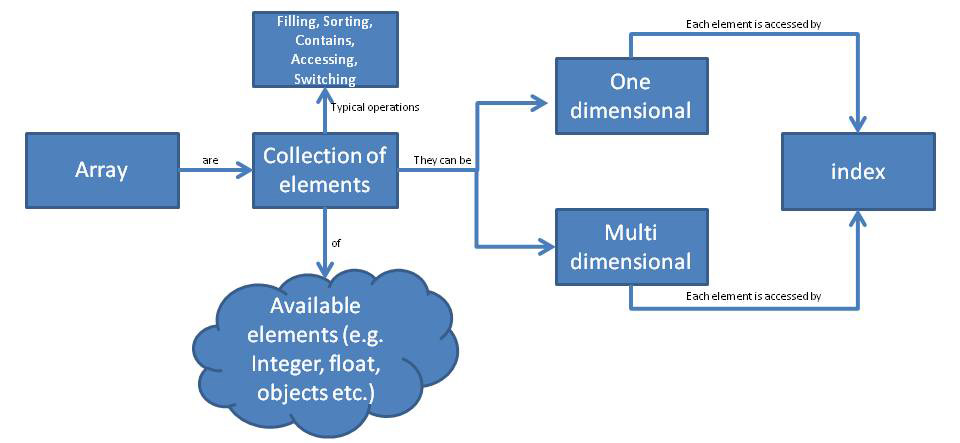 Filling, Sorting,
Contains,
Accessing,
Switching
Each element is accessed by
One
dimensional
Typical operations
Array
are
Collection of
elements
They can be
index
of
Multi
dimensional
Each element is accessed by
Available
elements (e.g.
Integer, float,
objects etc.)